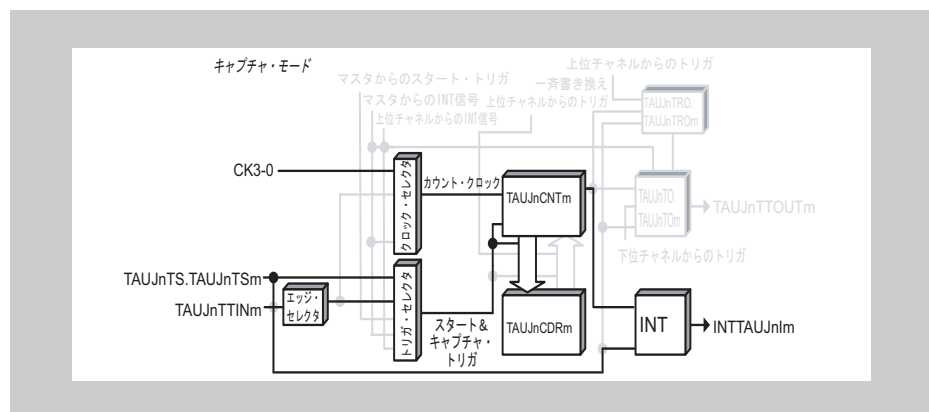 キャプチャ・モード
上位チャネルからのトリガ
マスタからのスタート・トリガ
一斉書き換え
マスタからのINT信号
上位チャネルからのトリガ
上位チャネルからのINT信号
TAUJnTRO.
TAUJnTROm
CK3-0
クロック・セレクタ
カウント・クロック
TAUJnCNTm
TAUJnTO.
TAUJnTOm
TAUJnTTOUTm
下位チャネルからのトリガ
TAUJnTS.TAUJnTSm
TAUJnTTINm
エッジ・
セレクタ
トリガ・セレクタ
スタート&
キャプチャ・
トリガ
TAUJnCDRm
INT
INTTAUJnIm